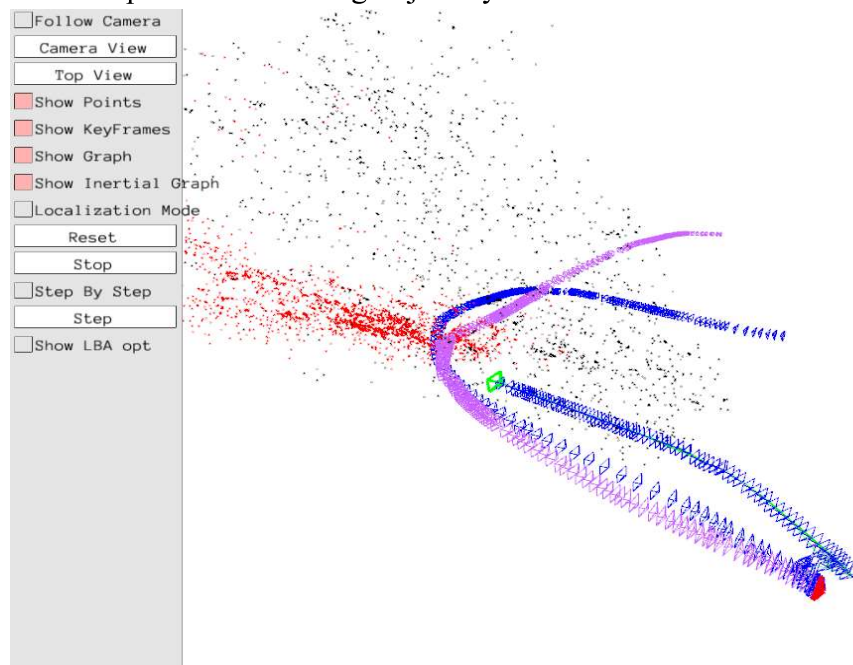 Follow Camera
Camera View
Top View
Show Points
Show KeyFrames
Show Graph
Show Inertial Graph
Localization Mode
Reset
Stop
Step By Step
Step
Show LBA opt